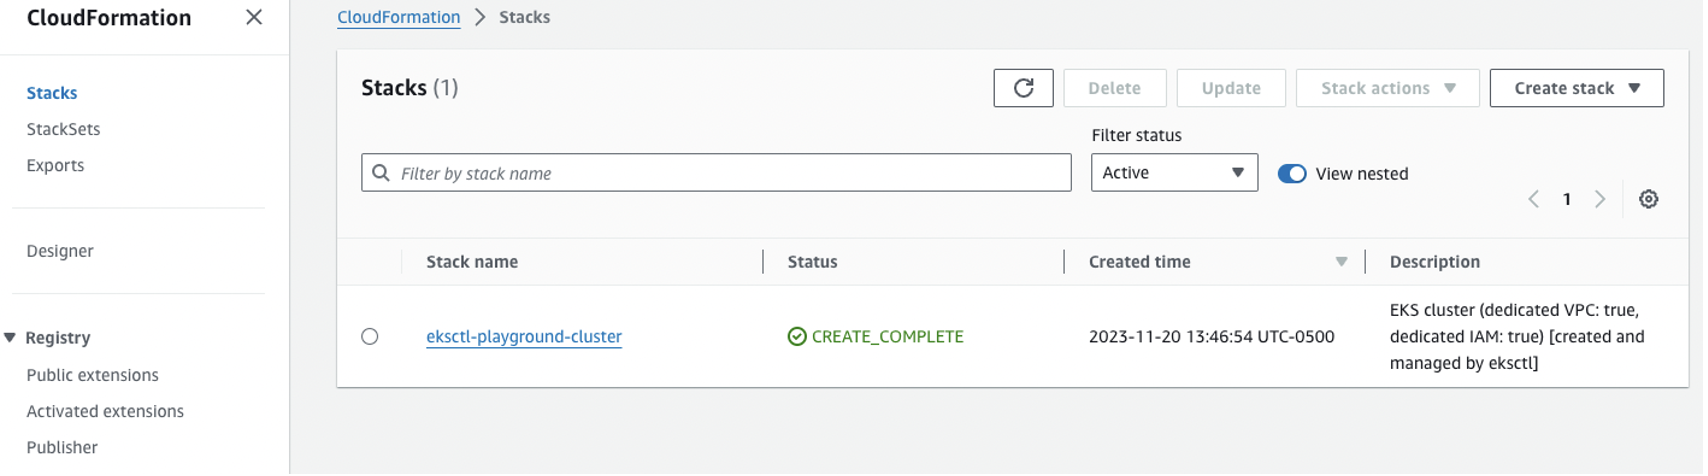 CloudFormation
Stacks
StackSets
Exports
Designer
Registry
Public extensions
Activated extensions
Publisher
CloudFormation > Stacks
Stacks (1)
Delete
Update
Stack actions
Create stack
Filter by stack name
Filter status
Active
View nested
1
Stack name
Status
Created time
Description
eksctl-playground-cluster
CREATE_COMPLETE
2023-11-20 13:46:54 UTC-0500
EKS cluster (dedicated VPC: true,
dedicated IAM: true) [created and
managed by eksctl]